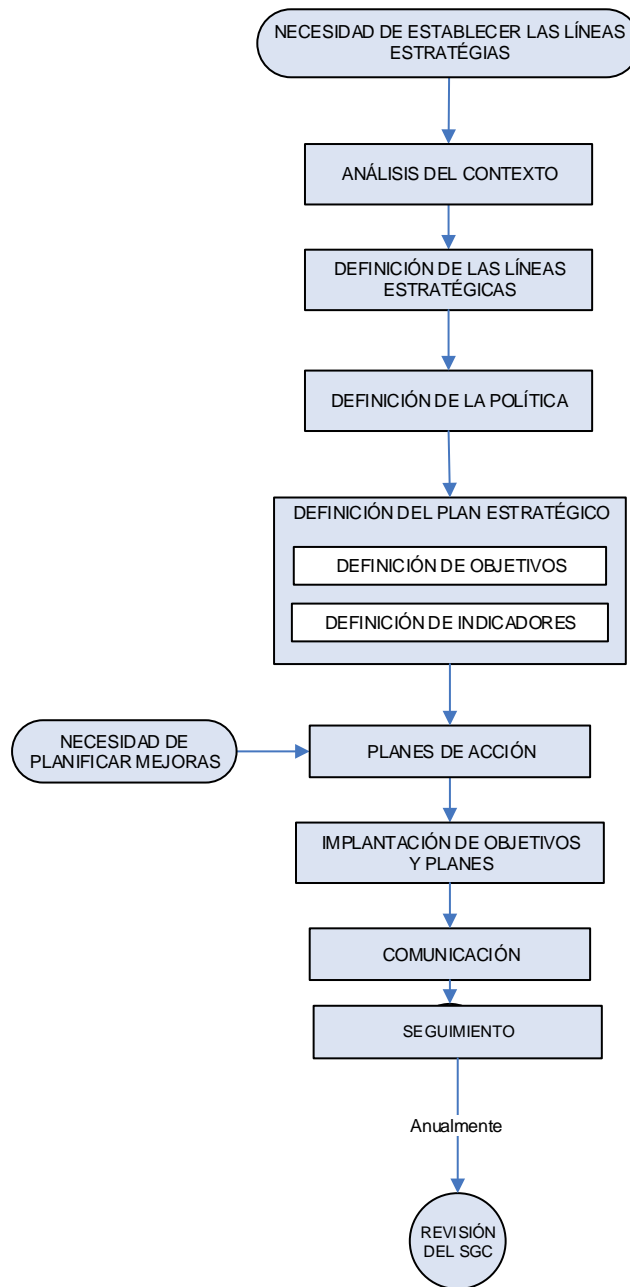 NECESIDAD DE ESTABLECER LAS LÍNEAS
ESTRATÉGIAS
ANÁLISIS DEL CONTEXTO
DEFINICIÓN DE LAS LÍNEAS
ESTRATÉGICAS
DEFINICIÓN DE LA POLÍTICA
DEFINICIÓN DEL PLAN ESTRATÉGICO
DEFINICIÓN DE OBJETIVOS
DEFINICIÓN DE INDICADORES
NECESIDAD DE
PLANIFICAR MEJORAS
PLANES DE ACCIÓN
IMPLANTACIÓN DE OBJETIVOS
Y PLANES
COMUNICACIÓN
SEGUIMIENTO
Anualmente
REVISIÓN
DEL SGC